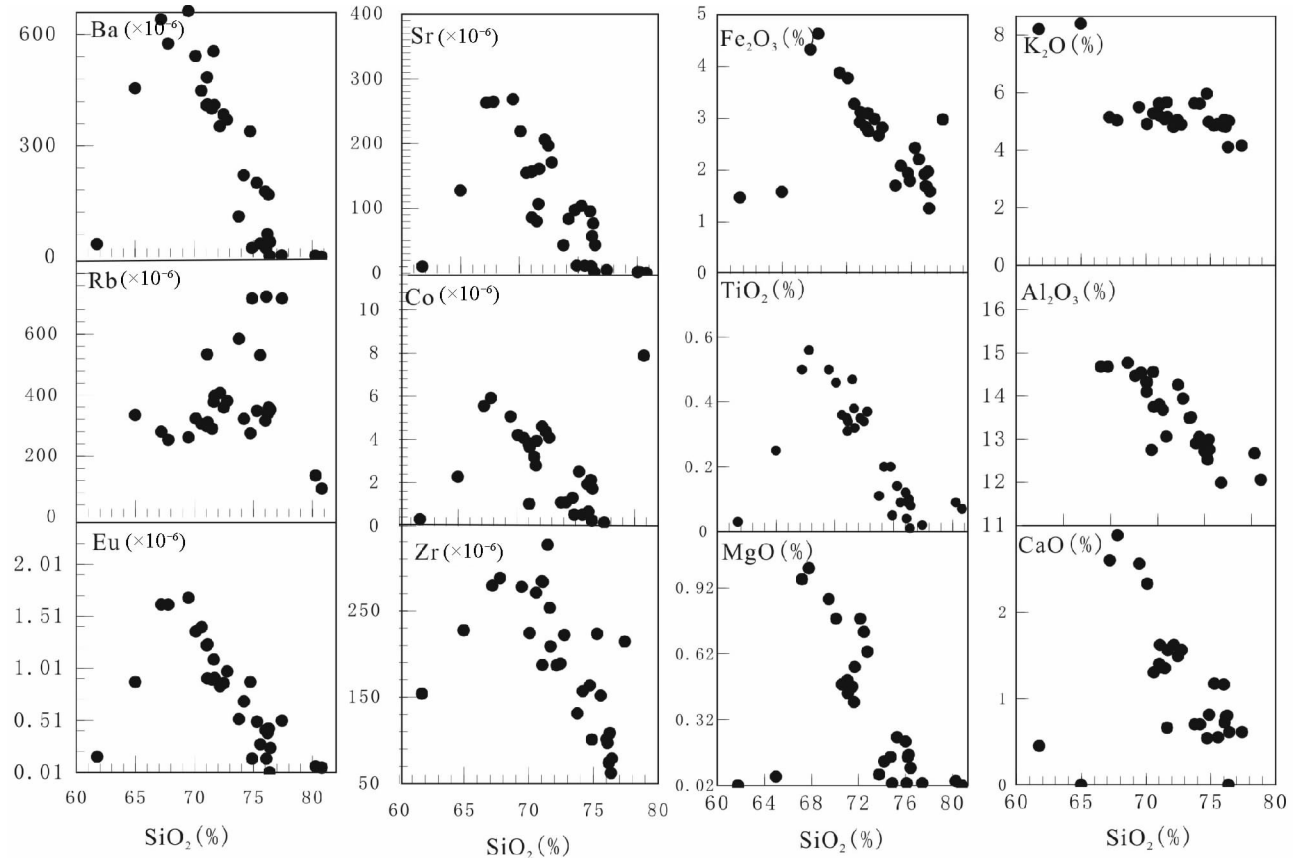 Ba (×10⁻⁶)
600
300
0
Rb (×10⁻⁶)
600
400
200
0
Eu (×10⁻⁶)
2.01
1.51
1.01
0.51
0.01
60 65 70 75 80
SiO₂(%)
400
Sr (×10⁻⁶)
300
200
100
0
Co (×10⁻⁶)
10
8
6
4
2
0
Zr (×10⁻⁶)
250
150
50
60 65 70 75 80
SiO₂(%)
5
Fe₂O₃(%)
4
3
2
1
0
TiO₂(%)
0.6
0.4
0.2
0
MgO(%)
0.92
0.62
0.32
0.02
60 64 68 72 76 80
SiO₂(%)
8
K₂O(%)
6
4
2
0
Al₂O₃(%)
16
15
14
13
12
11
CaO(%)
2
1
0
60 65 70 75 80
SiO₂(%)